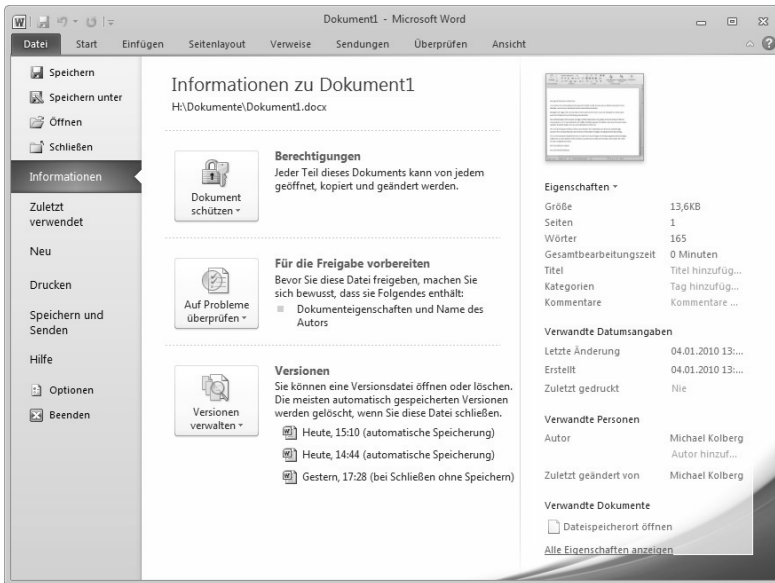 Dokument1 - Microsoft Word
Datei Start Einfügen Seitenlayout Verweise Sendungen Überprüfen Ansicht
Speichern
Speichern unter
Öffnen
Schließen
Informationen
Zuletzt
verwendet
Neu
Drucken
Speichern und
Senden
Hilfe
Optionen
Beenden
Informationen zu Dokument1
H:\Dokumente\Dokument1.docx
Dokument
schützen
Berechtigungen
Jeder Teil dieses Dokuments kann von jedem
geöffnet, kopiert und geändert werden.
Auf Probleme
überprüfen
Für die Freigabe vorbereiten
Bevor Sie diese Datei freigeben, machen Sie
sich bewusst, dass sie Folgendes enthält:
Dokumenteigenschaften und Name des
Autors
Versionen
verwalten
Versionen
Sie können eine Versionsdatei öffnen oder löschen.
Die meisten automatisch gespeicherten Versionen
werden gelöscht, wenn Sie diese Datei schließen.
Heute, 15:10 (automatische Speicherung)
Heute, 14:44 (automatische Speicherung)
Gestern, 17:28 (bei Schließen ohne Speichern)
Eigenschaften
Größe 13,6KB
Seiten 1
Wörter 165
Gesamtbearbeitungszeit 0 Minuten
Titel Titel hinzufüg...
Kategorien Tag hinzufüg...
Kommentare Kommentare ...
Verwandte Datumsangaben
Letzte Änderung 04.01.2010 13:...
Erstellt 04.01.2010 13:...
Zuletzt gedruckt Nie
Verwandte Personen
Autor Michael Kolberg
Autor hinzuf...
Zuletzt geändert von Michael Kolberg
Verwandte Dokumente
Dateispeicherort öffnen
Alle Eigenschaften anzeigen